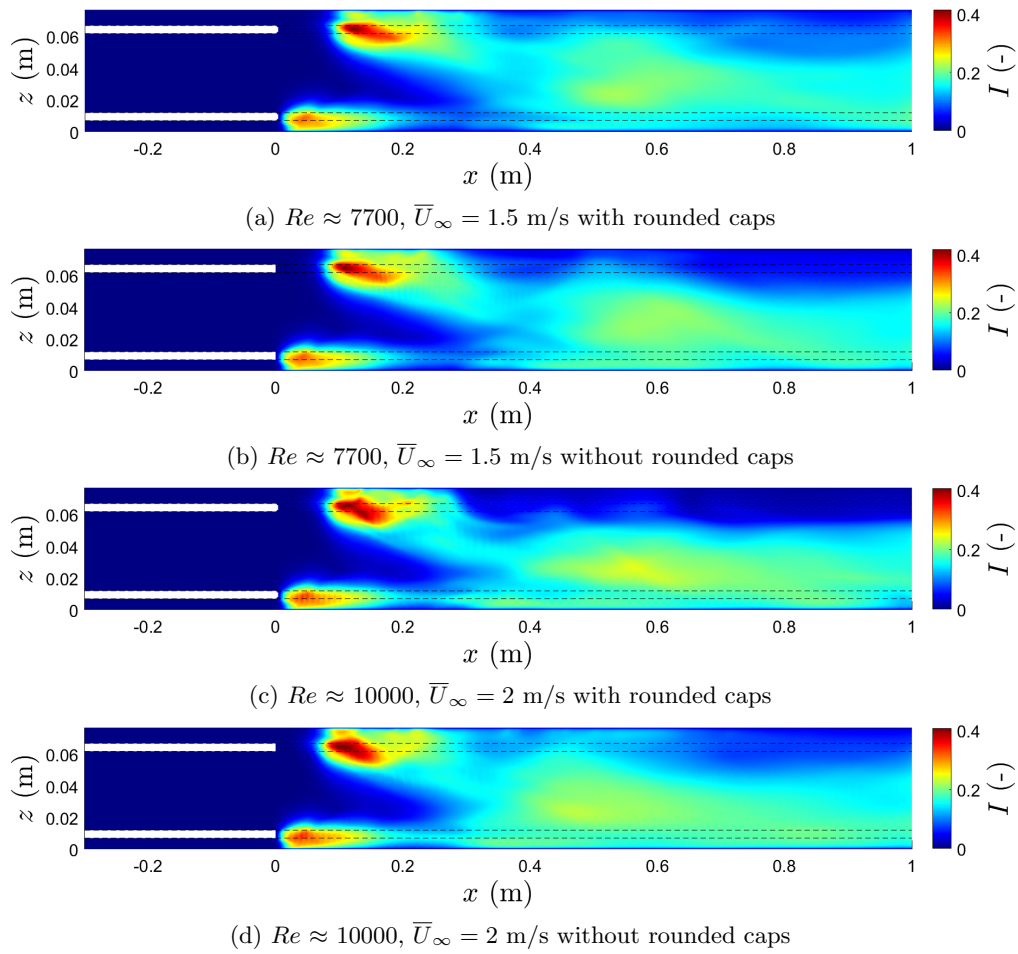 0.06
0.04
0.02
0
z (m)
-0.2 0 0.2 0.4 0.6 0.8 1
x (m)
0.4
0.2
0
I (-)
(a) Re ≈ 7700, U̅∞ = 1.5 m/s with rounded caps
0.06
0.04
0.02
0
z (m)
-0.2 0 0.2 0.4 0.6 0.8 1
x (m)
0.4
0.2
0
I (-)
(b) Re ≈ 7700, U̅∞ = 1.5 m/s without rounded caps
0.06
0.04
0.02
0
z (m)
-0.2 0 0.2 0.4 0.6 0.8 1
x (m)
0.4
0.2
0
I (-)
(c) Re ≈ 10000, U̅∞ = 2 m/s with rounded caps
0.06
0.04
0.02
0
z (m)
-0.2 0 0.2 0.4 0.6 0.8 1
x (m)
0.4
0.2
0
I (-)
(d) Re ≈ 10000, U̅∞ = 2 m/s without rounded caps